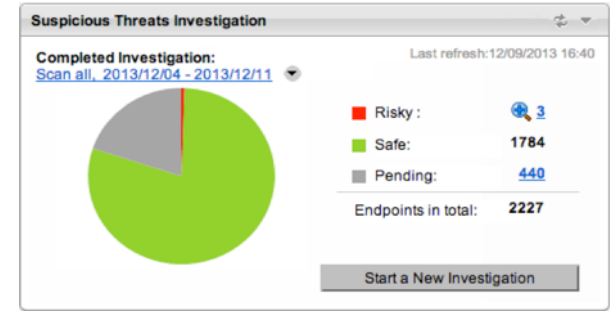 Suspicious Threats Investigation
Last refresh:12/09/2013 16:40
Completed Investigation:
Scan all, 2013/12/04 - 2013/12/11
Risky : 3
Safe: 1784
Pending: 440
Endpoints in total: 2227
Start a New Investigation